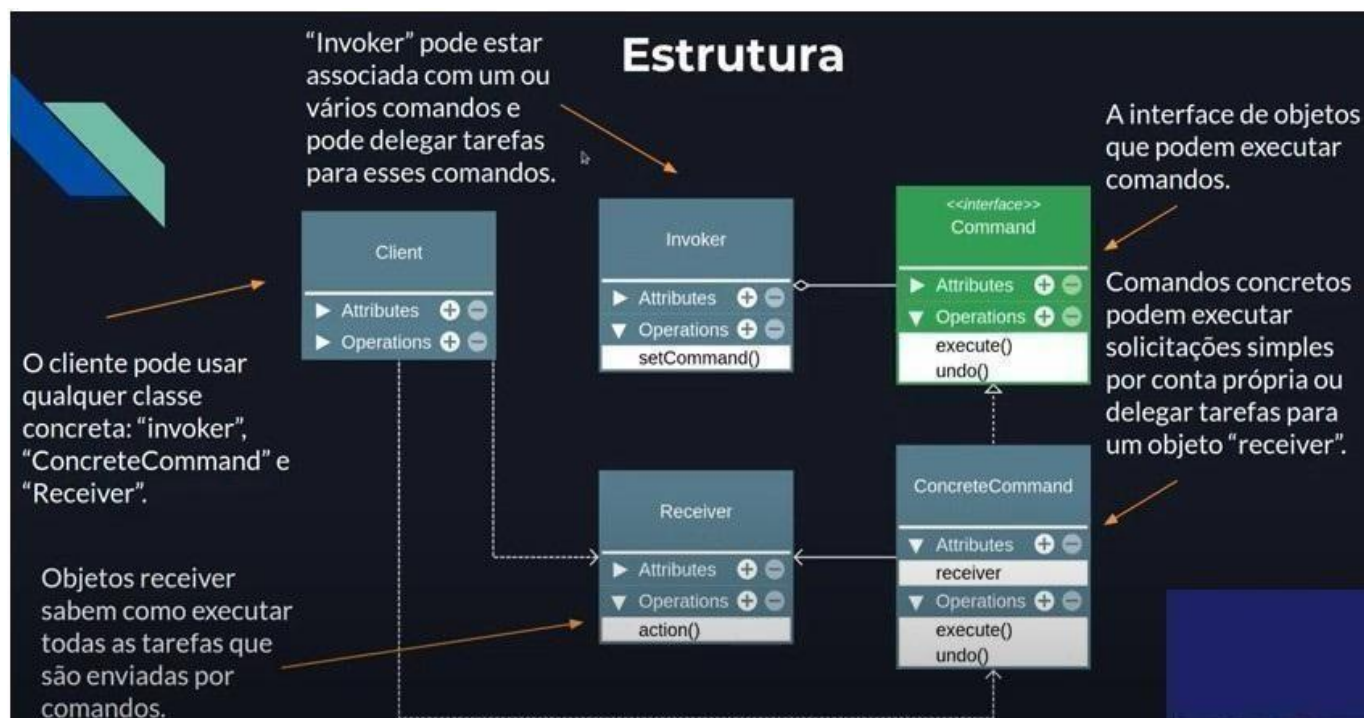 Estrutura
“Invoker” pode estar
associada com um ou
vários comandos e
pode delegar tarefas
para esses comandos.
A interface de objetos
que podem executar
comandos.
Client
Attributes
Operations
Invoker
Attributes
Operations
setCommand()
<<interface>>
Command
Attributes
Operations
execute()
undo()
O cliente pode usar
qualquer classe
concreta: “invoker”,
“ConcreteCommand” e
“Receiver”.
Comandos concretos
podem executar
solicitações simples
por conta própria ou
delegar tarefas para
um objeto “receiver”.
Receiver
Attributes
Operations
action()
ConcreteCommand
Attributes
receiver
Operations
execute()
undo()
Objetos receiver
sabem como executar
todas as tarefas que
são enviadas por
comandos.